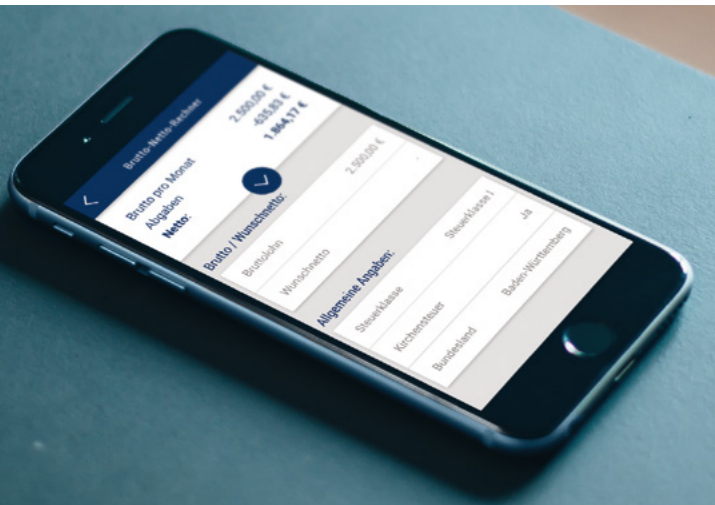 Brutto-Netto-Rechner
Brutto pro Monat 2.500,00 €
Abgaben -635,83 €
Netto: 1.864,17 €
Brutto / Wunschnetto:
Bruttolohn 2.500,00 €
Wunschnetto
Allgemeine Angaben:
Steuerklasse Steuerklasse I
Kirchensteuer Ja
Bundesland Baden-Württemberg